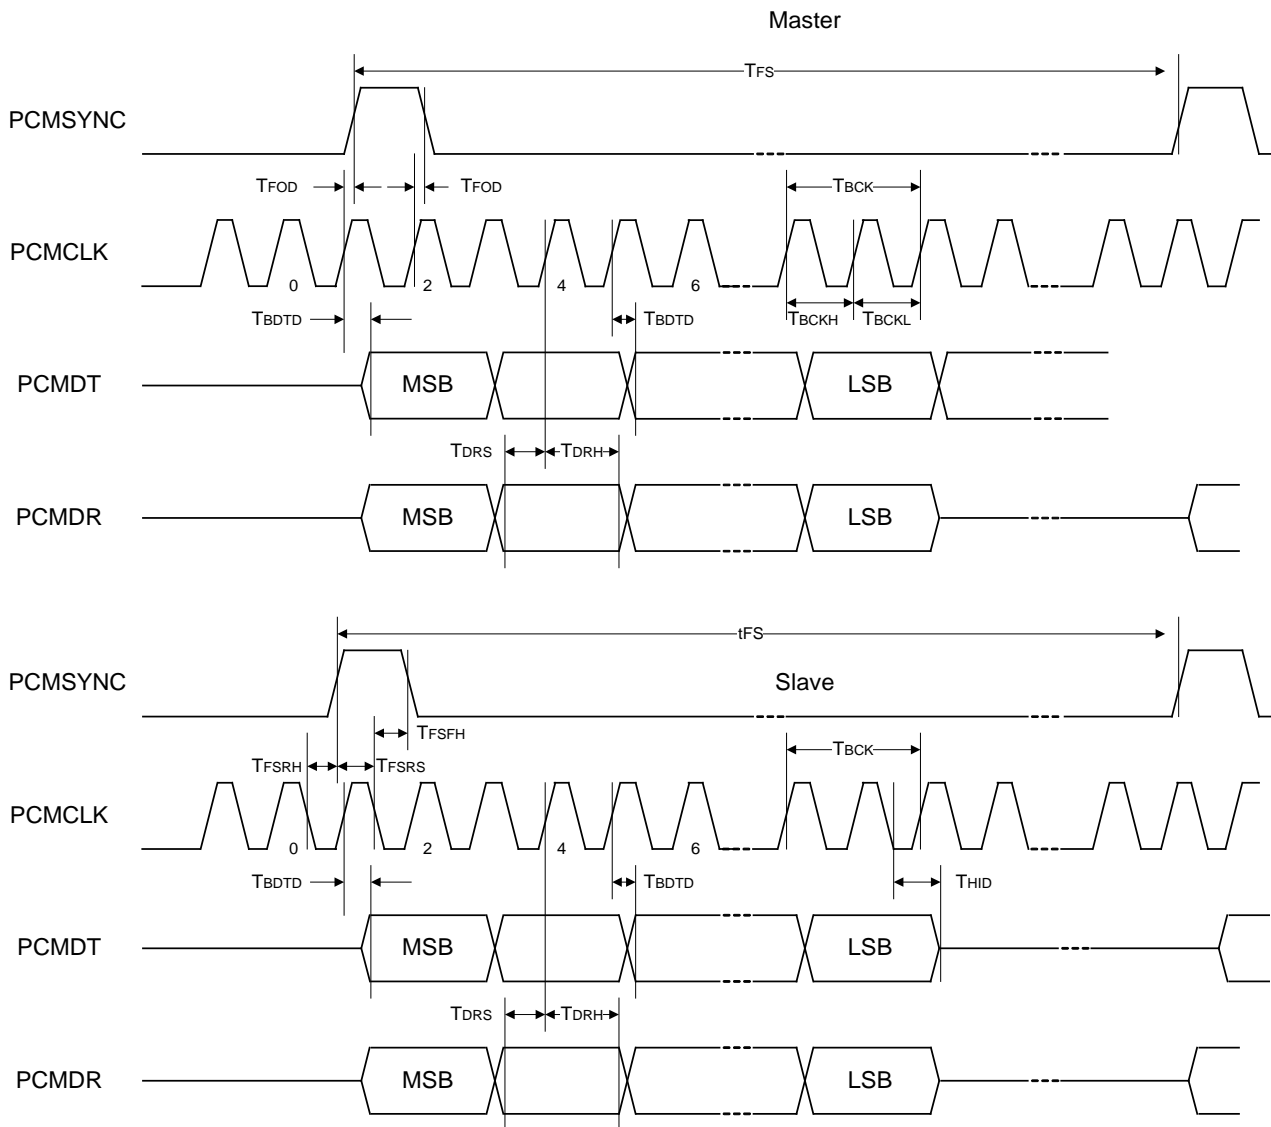 Master
TFS
PCMSYNC
TFOD TFOD TBCK
PCMCLK
0 2 4 6
TBDTD TBDTD TBCKH TBCKL
PCMDT MSB LSB
TDRS TDRH
PCMDR MSB LSB
tFS
PCMSYNC Slave
TFSFH
TFSRH TFSRS TBCK
PCMCLK
0 2 4 6
TBDTD TBDTD THID
PCMDT MSB LSB
TDRS TDRH
PCMDR MSB LSB